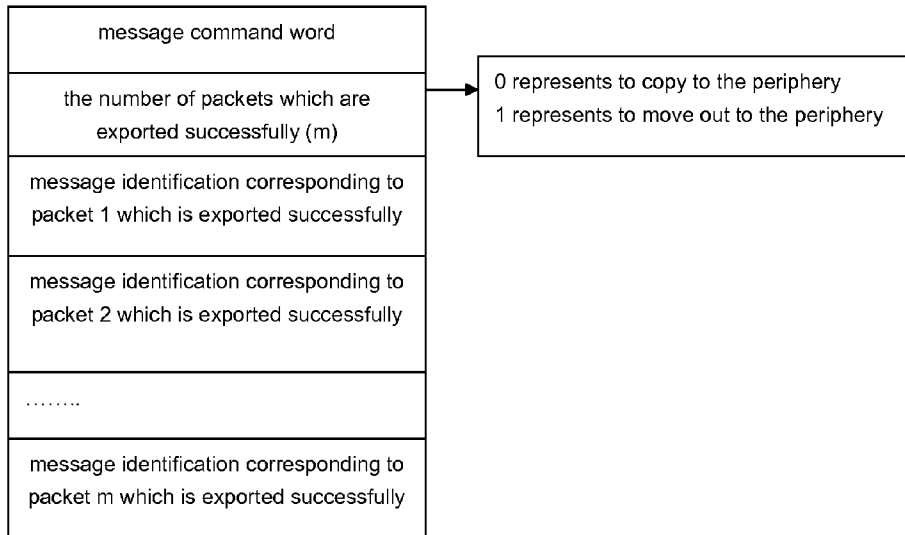 message command word
the number of packets which are
exported successfully (m)
0 represents to copy to the periphery
1 represents to move out to the periphery
message identification corresponding to
packet 1 which is exported successfully
message identification corresponding to
packet 2 which is exported successfully
........
message identification corresponding to
packet m which is exported successfully